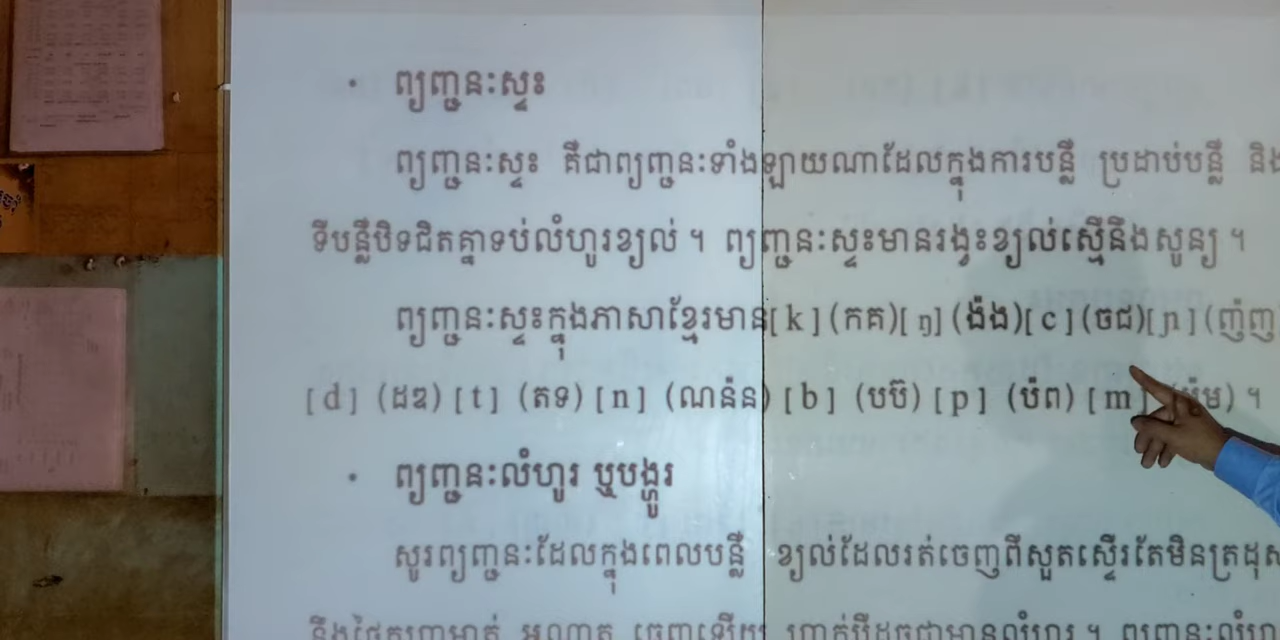 • ព្យញ្ជនៈស្ទះ
ព្យញ្ជនៈស្ទះ គឺជាព្យញ្ជនៈទាំងឡាយណាដែលក្នុងការបន្លឺ ប្រដាប់បន្លឺ និង
ទីបន្លឺបិទជិតគ្នាទប់លំហូរខ្យល់ ។ ព្យញ្ជនៈស្ទះមានរង្វះខ្យល់ស្មើនឹងសូន្យ ។
ព្យញ្ជនៈស្ទះក្នុងភាសាខ្មែរមាន[ k ] (កគ)[ ŋ] (ង៉ង)[ c ] (ចជ)[ ɲ ] (ញ៉ញ
[ d ] (ដឌ) [ t ] (តទ) [ n ] (ណន៉ន) [ b ] (បប៊) [ p ] (ប៉ព) [ m ] (ម៉ម) ។
• ព្យញ្ជនៈលំហូរ ឬបង្ហូរ
សូរព្យញ្ជនៈដែលក្នុងពេលបន្លឺ ខ្យល់ដែលរត់ចេញពីសួតស្ទើរតែមិនត្រដុស